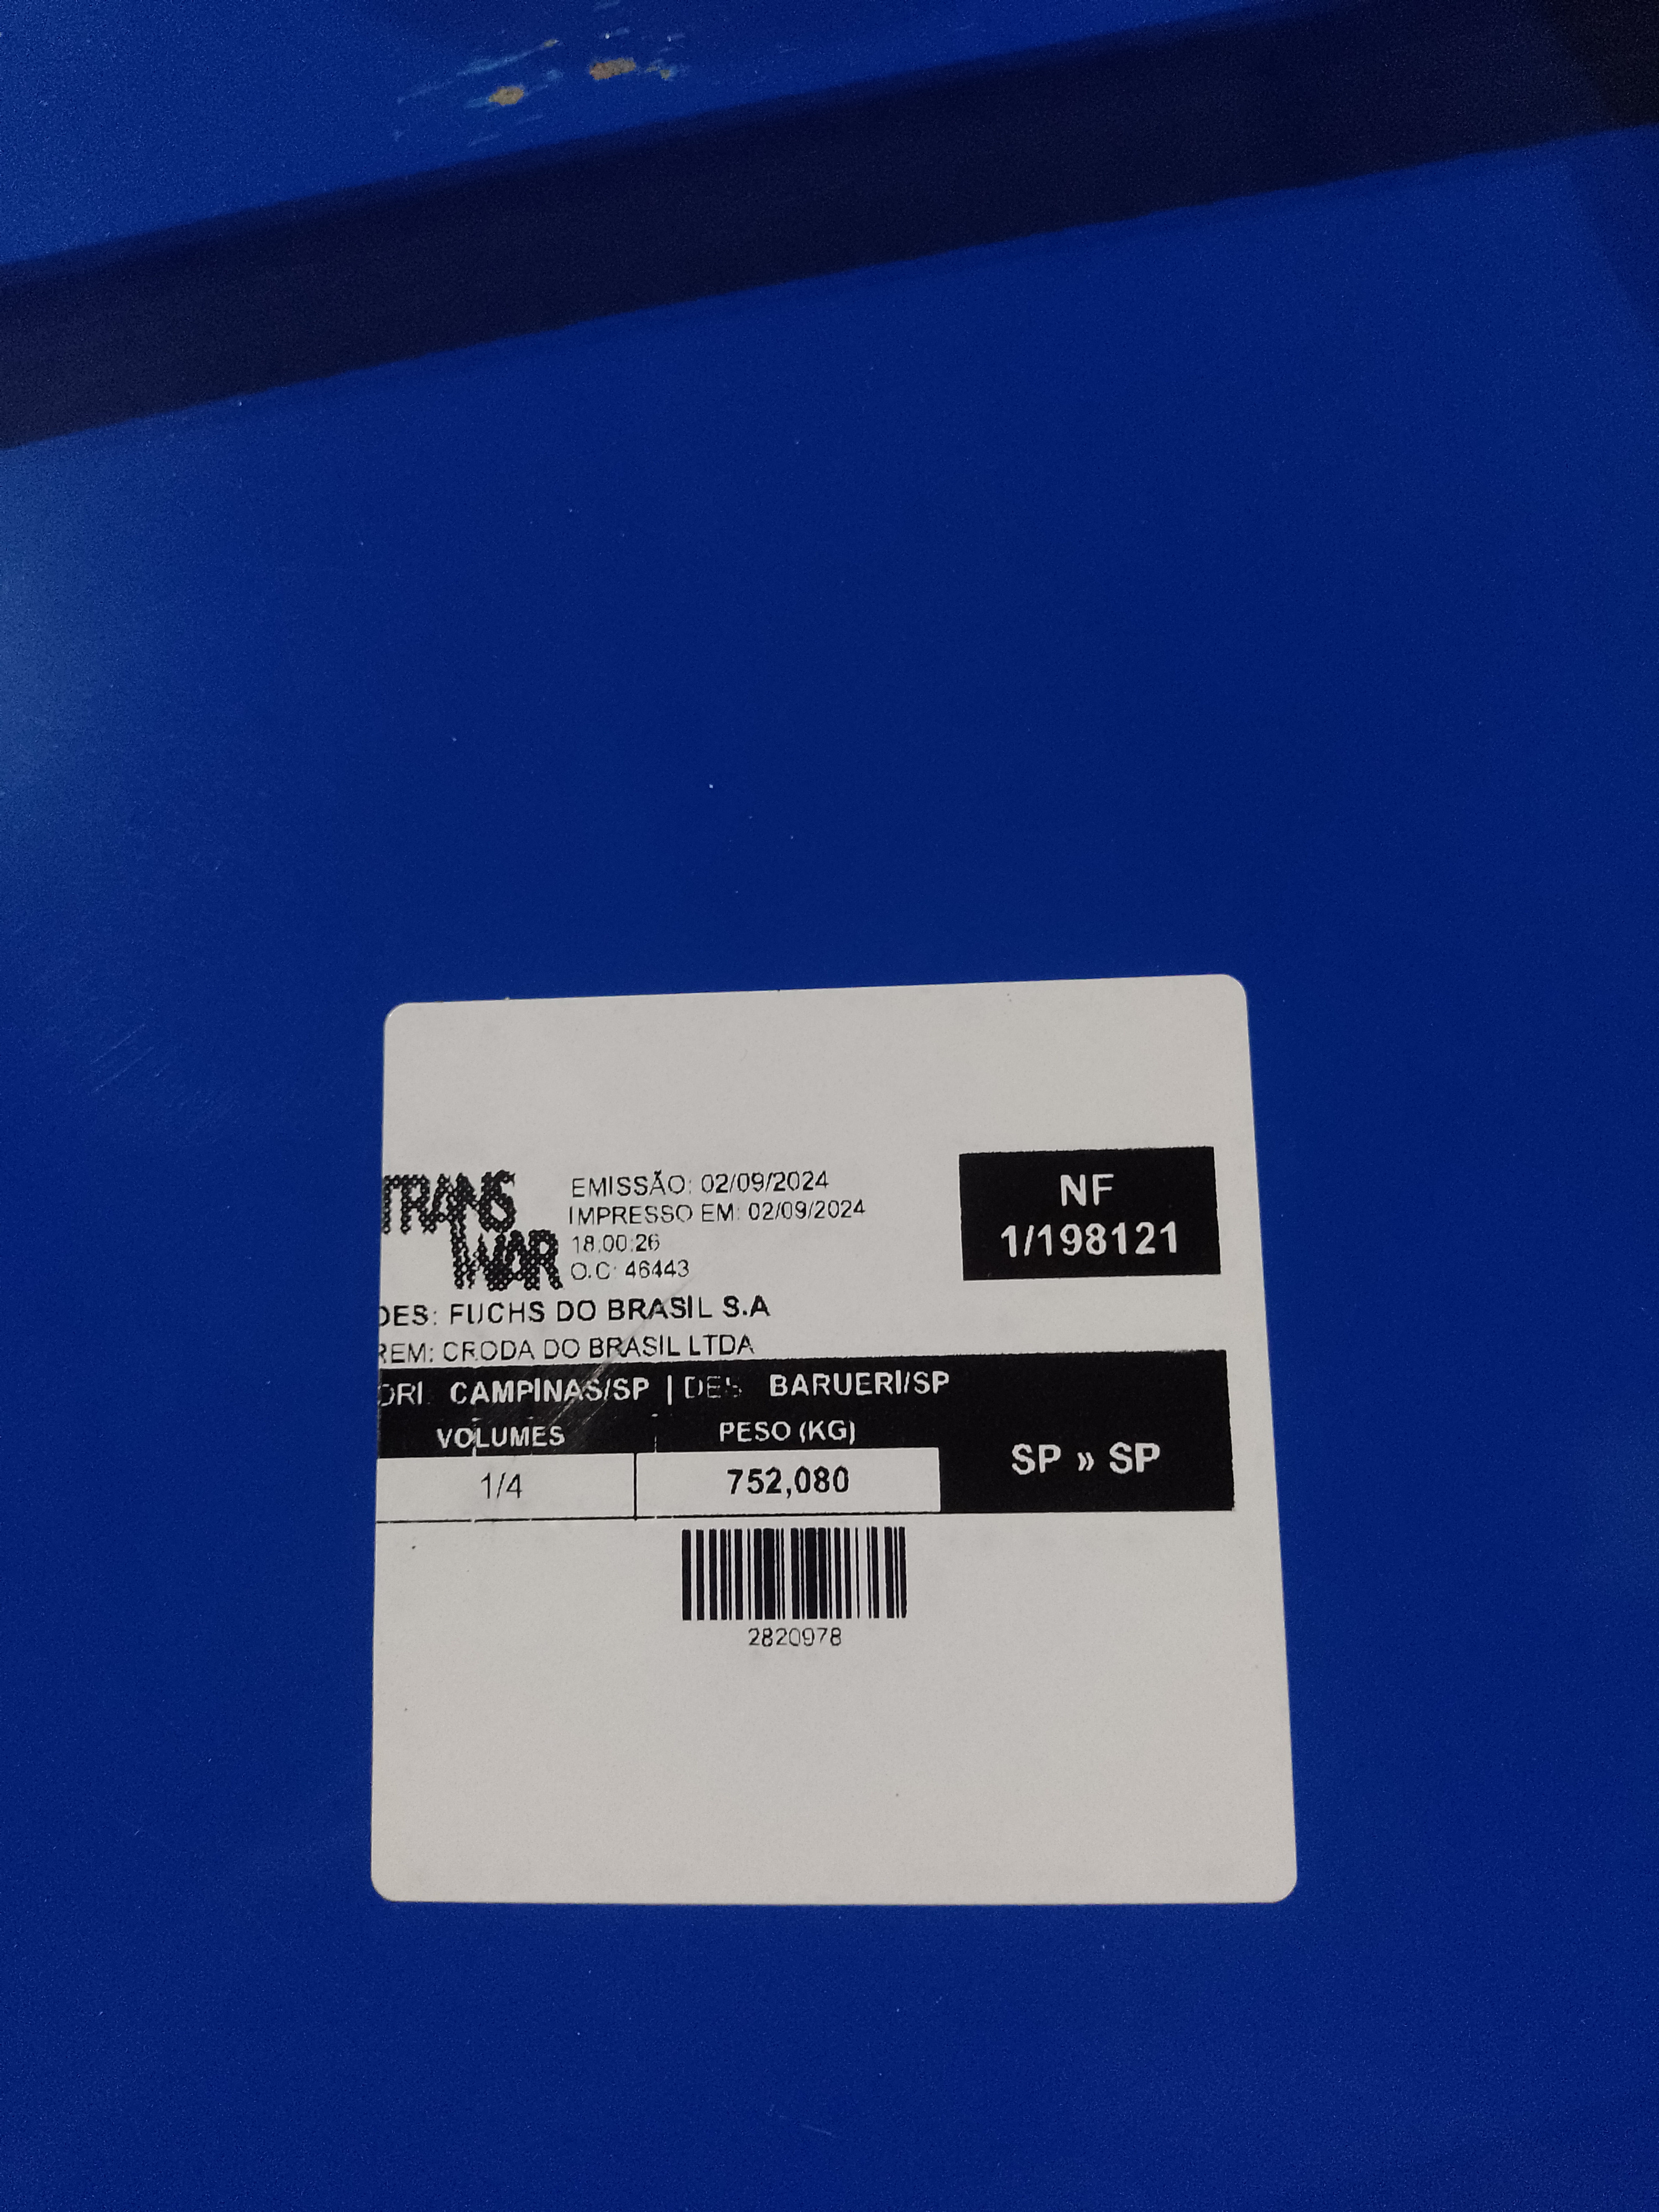 TRANS
WAR
EMISSÃO: 02/09/2024
IMPRESSO EM: 02/09/2024
18:00:26
O.C: 46443
NF
1/198121
DES: FUCHS DO BRASIL S.A
REM: CRODA DO BRASIL LTDA
ORI: CAMPINAS/SP | DES: BARUERI/SP
VOLUMES PESO (KG)
1/4 752,080
SP » SP
2820978